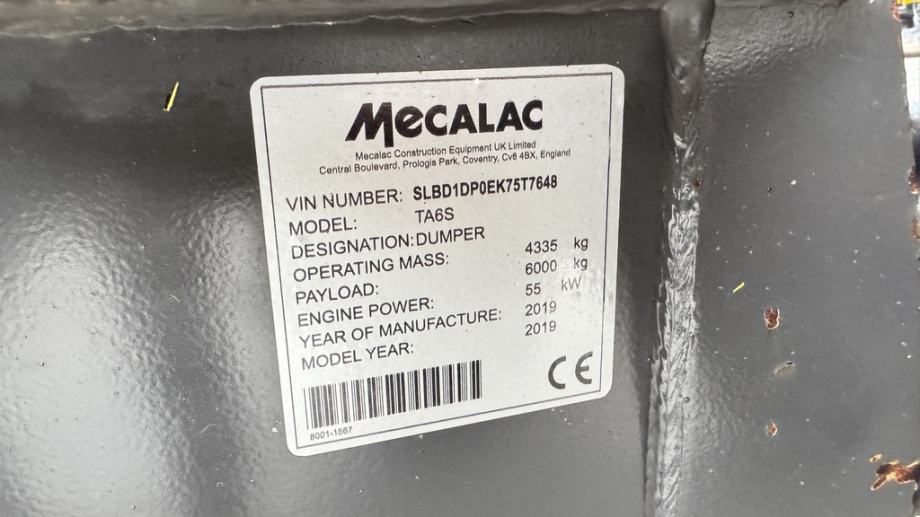 MECALAC
Mecalac Construction Equipment UK Limited
Central Boulevard, Prologis Park, Coventry, Cv6 4BX, England
VIN NUMBER: SLBD1DP0EK75T7648
MODEL: TA6S
DESIGNATION: DUMPER
OPERATING MASS: 4335 kg
PAYLOAD: 6000 kg
ENGINE POWER: 55 kW
YEAR OF MANUFACTURE: 2019
MODEL YEAR: 2019
CE
8001-1567